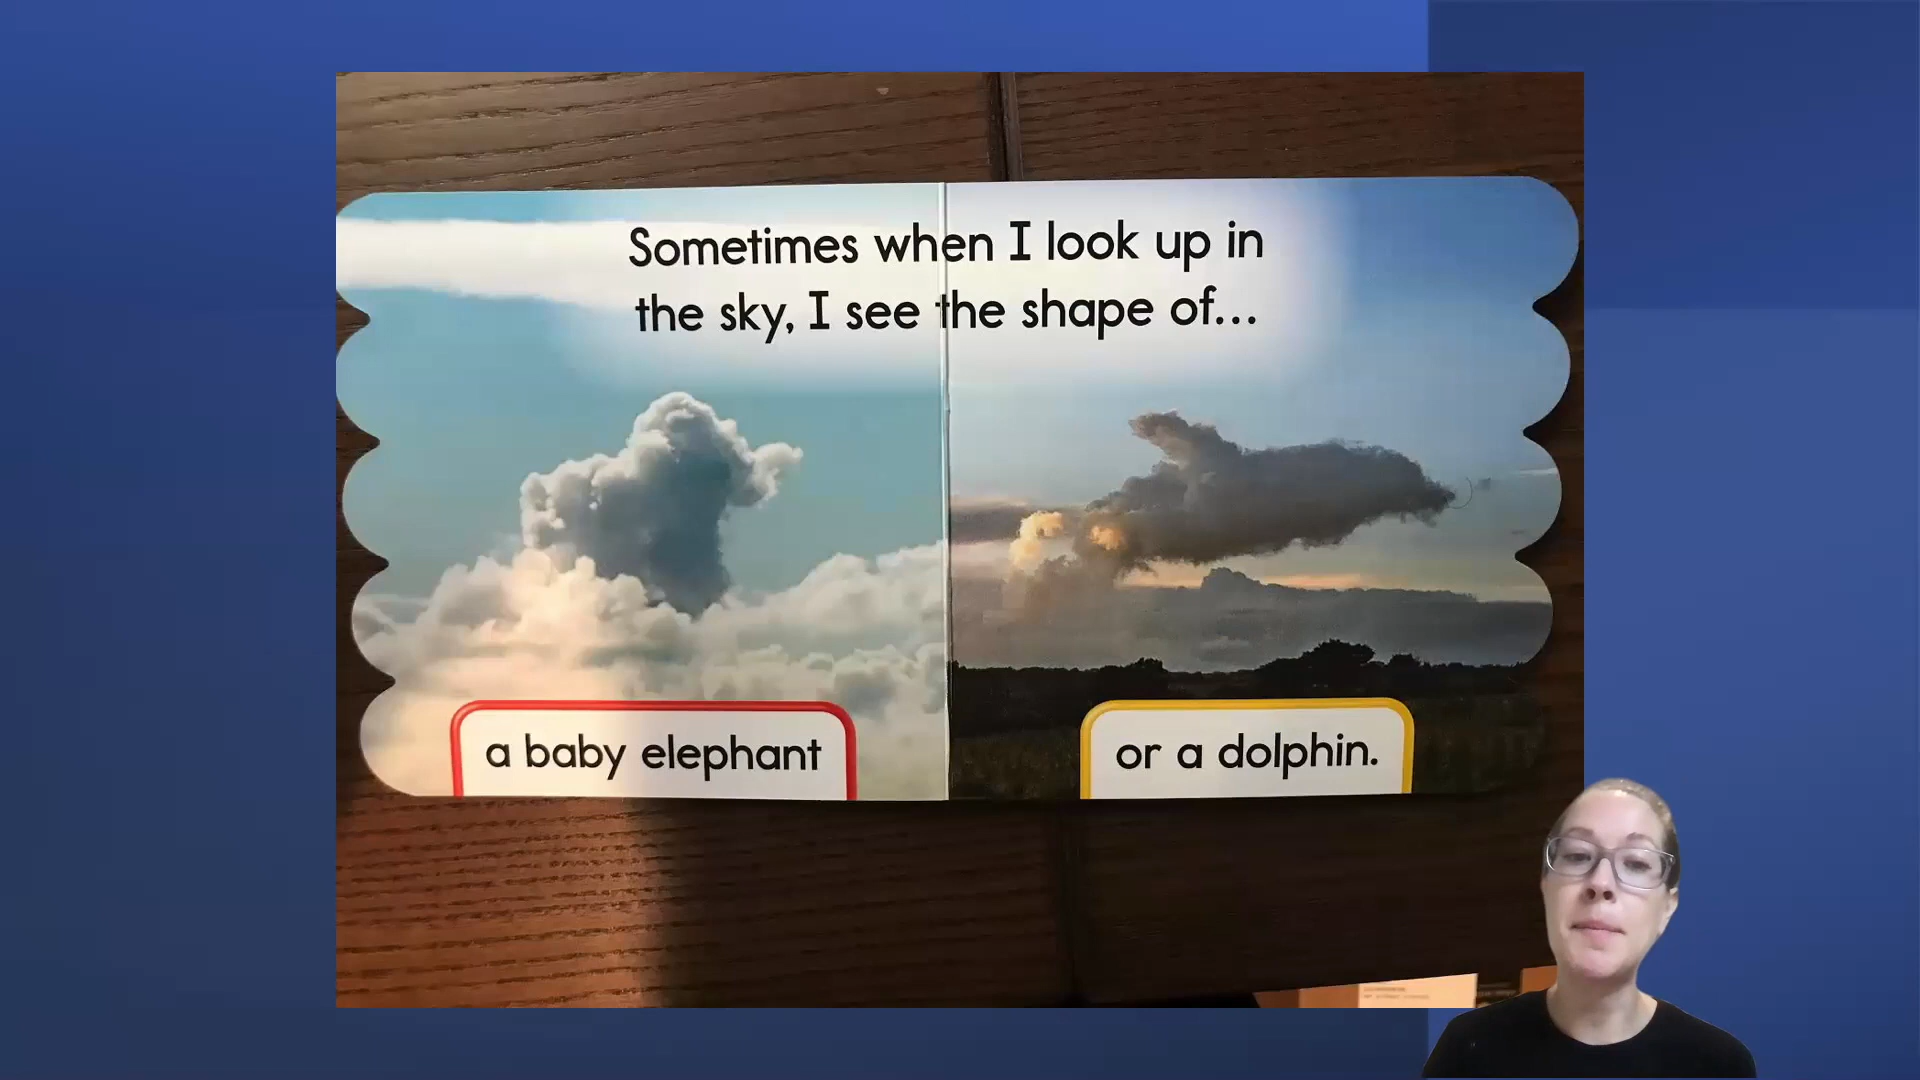 Sometimes when I look up in
the sky, I see the shape of...
a baby elephant
or a dolphin.